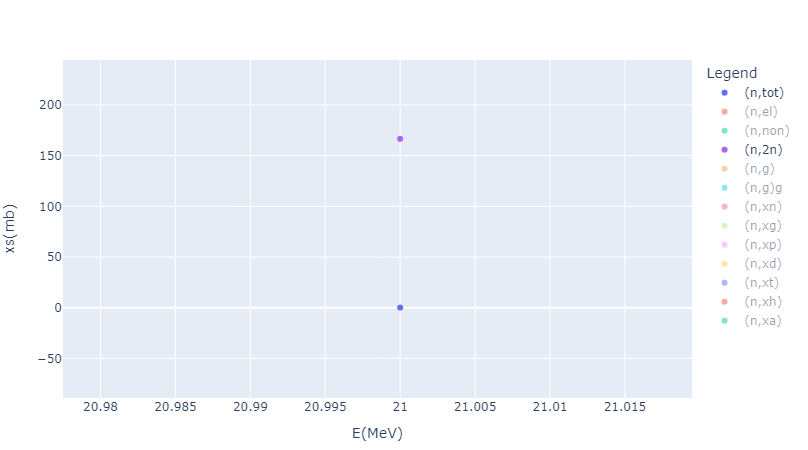 200
150
100
50
0
−50
xs(mb)
20.98 20.985 20.99 20.995 21 21.005 21.01 21.015
E(MeV)
Legend
(n,tot)
(n,el)
(n,non)
(n,2n)
(n,g)
(n,g)g
(n,xn)
(n,xg)
(n,xp)
(n,xd)
(n,xt)
(n,xh)
(n,xa)